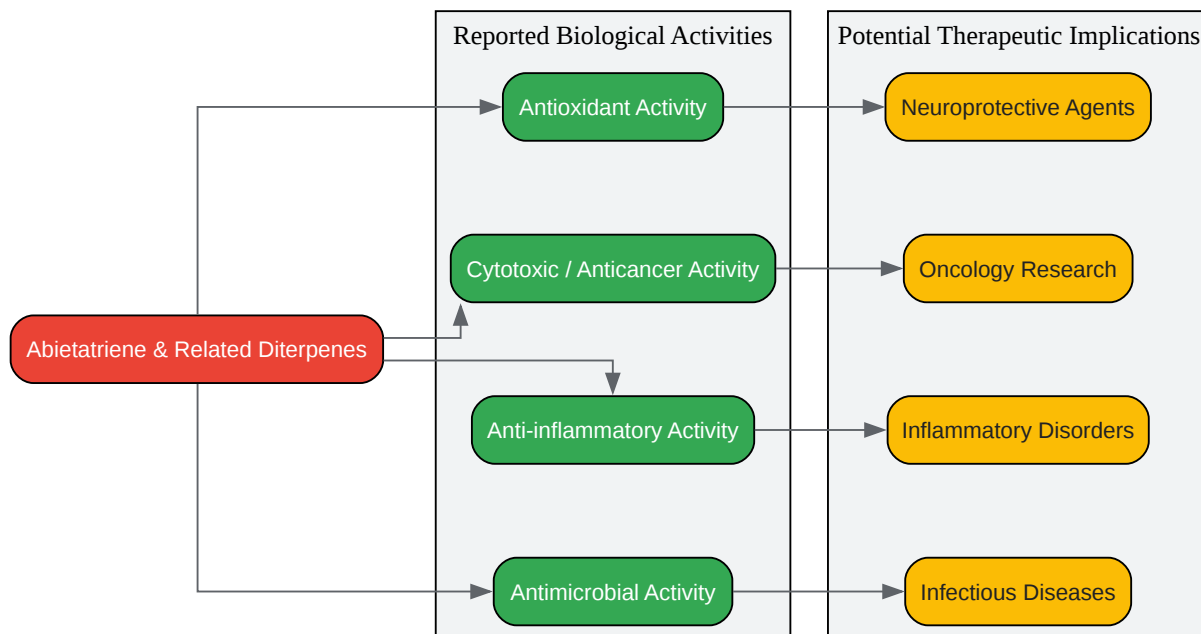 Reported Biological Activities
Potential Therapeutic Implications
Antioxidant Activity
Neuroprotective Agents
Cytotoxic / Anticancer Activity
Oncology Research
Abietatriene & Related Diterpenes
Anti-inflammatory Activity
Inflammatory Disorders
Antimicrobial Activity
Infectious Diseases